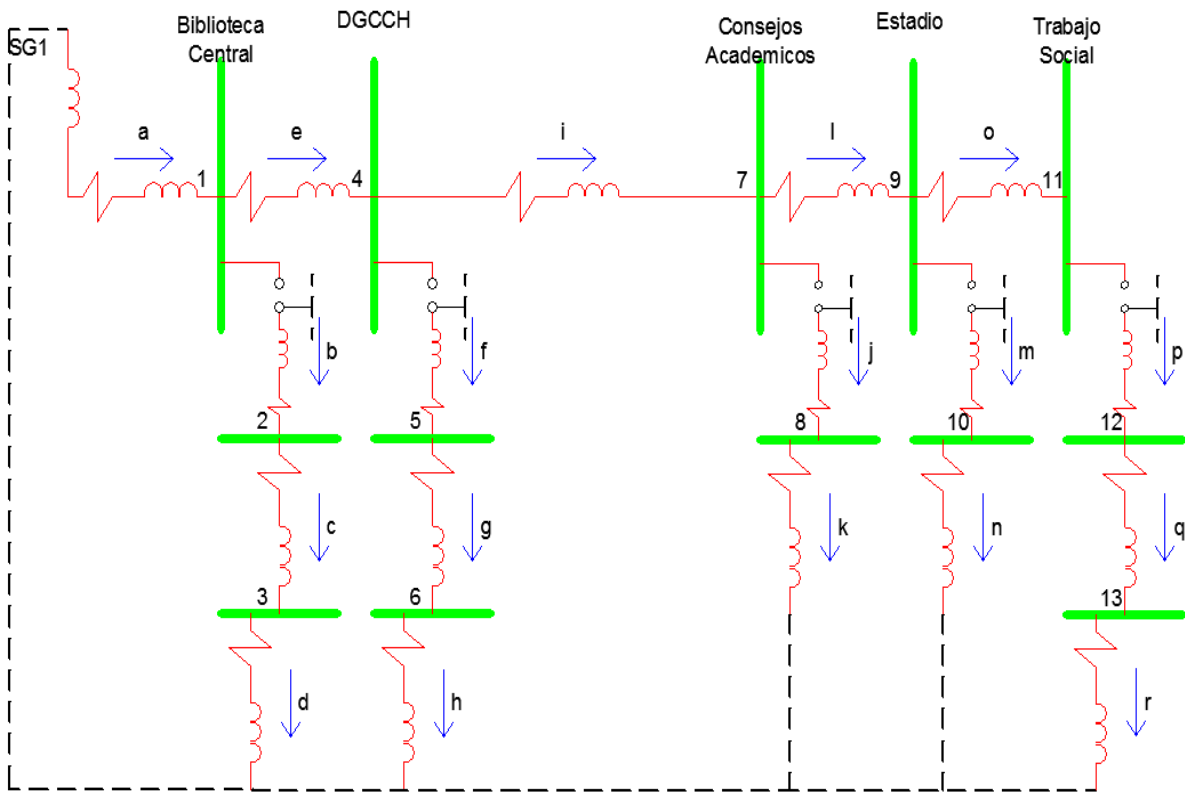 SG1
Biblioteca
Central
DGCCH
Consejos
Academicos
Estadio
Trabajo
Social
a
e
i
l
o
1
4
7
9
11
b
f
j
m
p
2
5
8
10
12
c
g
k
n
q
3
6
13
d
h
r